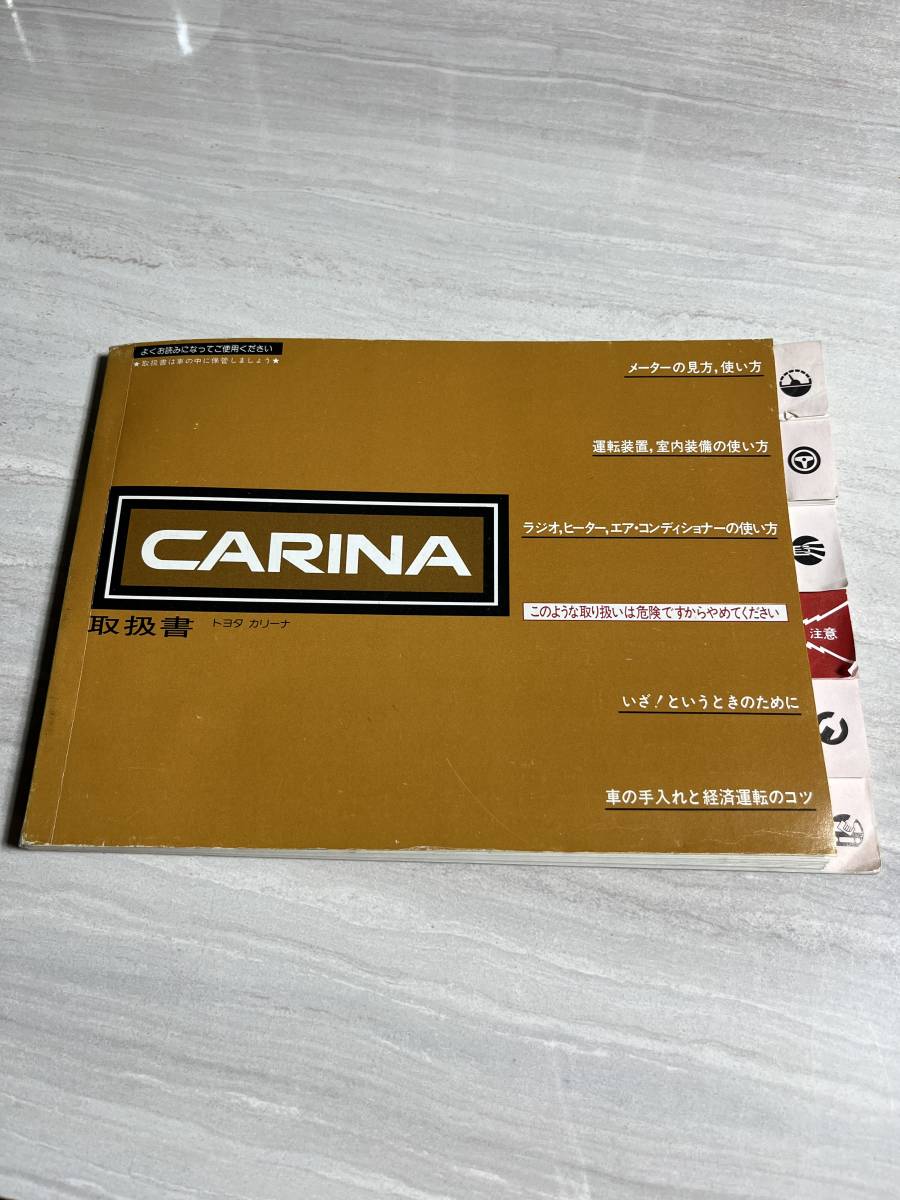 よくお読みになってご使用ください
★取扱書は車の中に保管しましょう★
CARINA
取扱書 トヨタ カリーナ
メーターの見方,使い方
運転装置,室内装備の使い方
ラジオ,ヒーター,エア・コンディショナーの使い方
このような取り扱いは危険ですからやめてください
注意
いざ!というときのために
車の手入れと経済運転のコツ